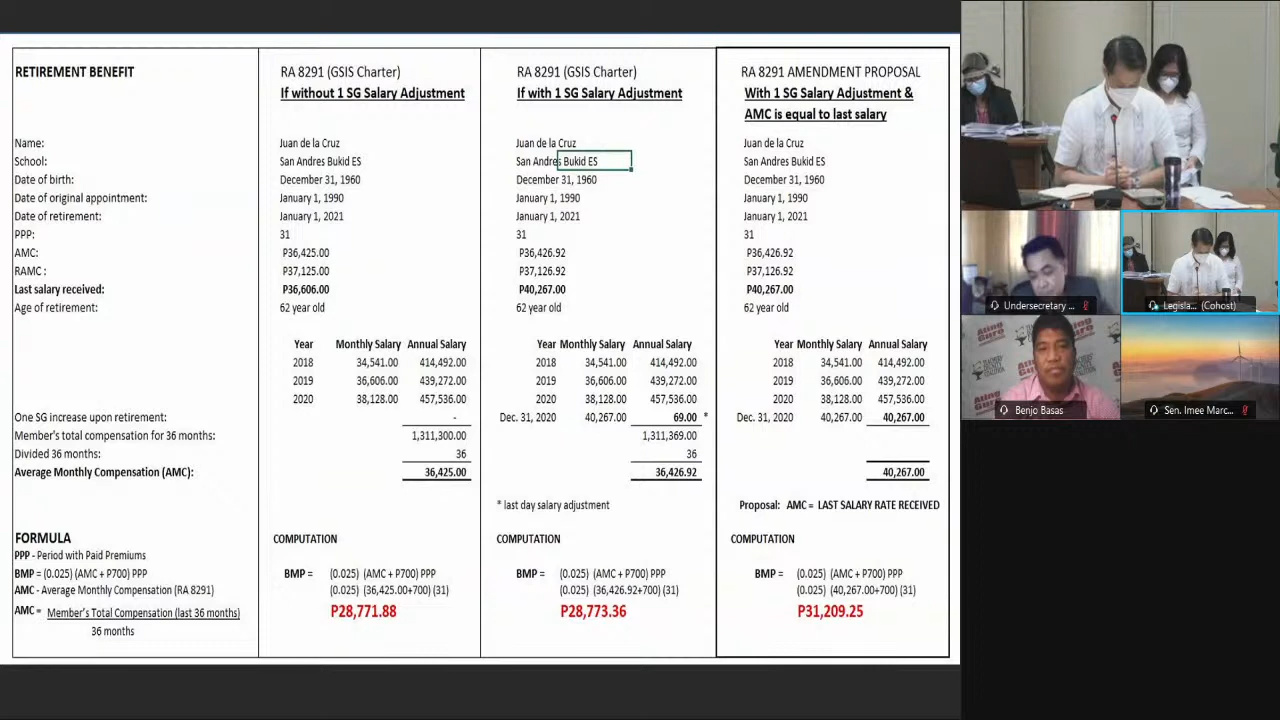 RETIREMENT BENEFIT
RA 8291 (GSIS Charter)
If without 1 SG Salary Adjustment
RA 8291 (GSIS Charter)
If with 1 SG Salary Adjustment
RA 8291 AMENDMENT PROPOSAL
With 1 SG Salary Adjustment &
AMC is equal to last salary
Name: Juan de la Cruz Juan de la Cruz Juan de la Cruz
School: San Andres Bukid ES San Andres Bukid ES San Andres Bukid ES
Date of birth: December 31, 1960 December 31, 1960 December 31, 1960
Date of original appointment: January 1, 1990 January 1, 1990 January 1, 1990
Date of retirement: January 1, 2021 January 1, 2021 January 1, 2021
PPP: 31 31 31
AMC: P36,425.00 P36,426.92 P36,426.92
RAMC : P37,125.00 P37,126.92 P37,126.92
Last salary received: P36,606.00 P40,267.00 P40,267.00
Age of retirement: 62 year old 62 year old 62 year old
Year Monthly Salary Annual Salary Year Monthly Salary Annual Salary Year Monthly Salary Annual Salary
2018 34,541.00 414,492.00 2018 34,541.00 414,492.00 2018 34,541.00 414,492.00
2019 36,606.00 439,272.00 2019 36,606.00 439,272.00 2019 36,606.00 439,272.00
2020 38,128.00 457,536.00 2020 38,128.00 457,536.00 2020 38,128.00 457,536.00
One SG increase upon retirement: - Dec. 31, 2020 40,267.00 69.00 * Dec. 31, 2020 40,267.00 40,267.00
Member's total compensation for 36 months: 1,311,300.00 1,311,369.00
Divided 36 months: 36 36
Average Monthly Compensation (AMC): 36,425.00 36,426.92 40,267.00
* last day salary adjustment Proposal: AMC = LAST SALARY RATE RECEIVED
FORMULA COMPUTATION COMPUTATION COMPUTATION
PPP - Period with Paid Premiums
BMP = (0.025) (AMC + P700) PPP BMP = (0.025) (AMC + P700) PPP BMP = (0.025) (AMC + P700) PPP BMP = (0.025) (AMC + P700) PPP
AMC - Average Monthly Compensation (RA 8291) (0.025) (36,425.00+700) (31) (0.025) (36,426.92+700) (31) (0.025) (40,267.00+700) (31)
AMC = Member's Total Compensation (last 36 months) P28,771.88 P28,773.36 P31,209.25
36 months
Undersecretary ...
Legisla... (Cohost)
Benjo Basas
Sen. Imee Marc...